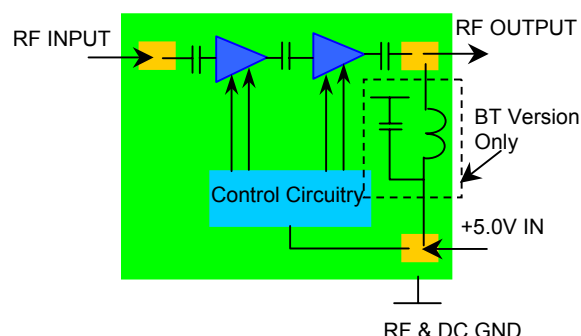 RF INPUT
RF OUTPUT
BT Version
Only
Control Circuitry
+5.0V IN
RF & DC GND